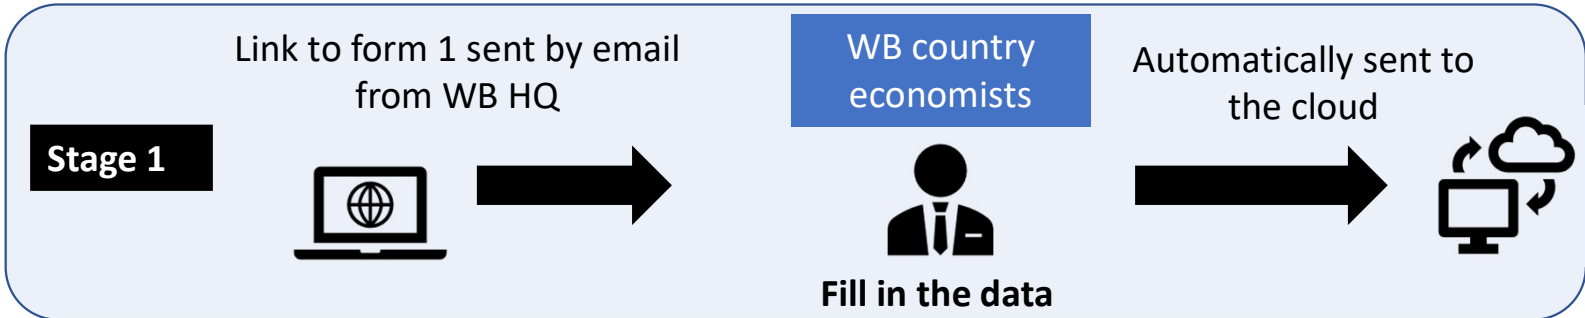 Stage 1
Link to form 1 sent by email
from WB HQ
WB country
economists
Fill in the data
Automatically sent to
the cloud